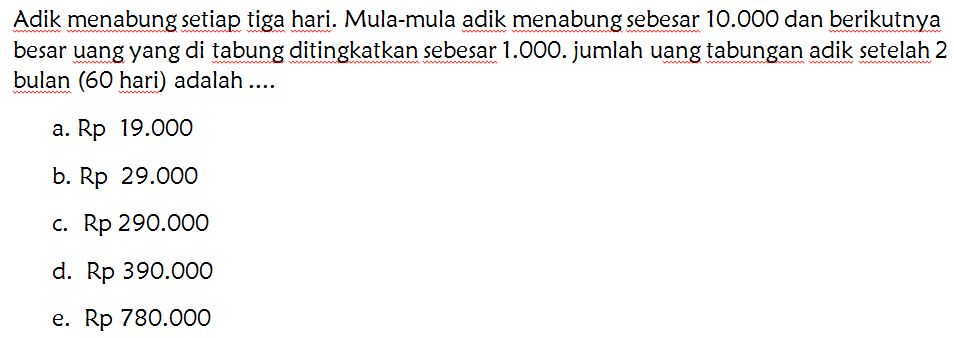 Adik menabung setiap tiga hari. Mula-mula adik menabung sebesar 10.000 dan berikutnya
besar uang yang di tabung ditingkatkan sebesar 1.000. jumlah uang tabungan adik setelah 2
bulan (60 hari) adalah ....
a. Rp 19.000
b. Rp 29.000
c. Rp 290.000
d. Rp 390.000
e. Rp 780.000